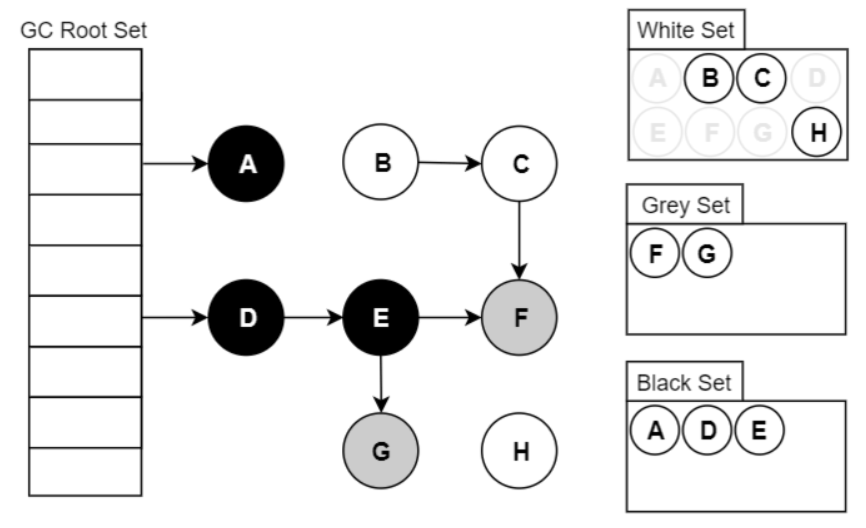 GC Root Set
A
B
C
D
E
F
G
H
White Set
A B C D
E F G H
Grey Set
F G
Black Set
A D E